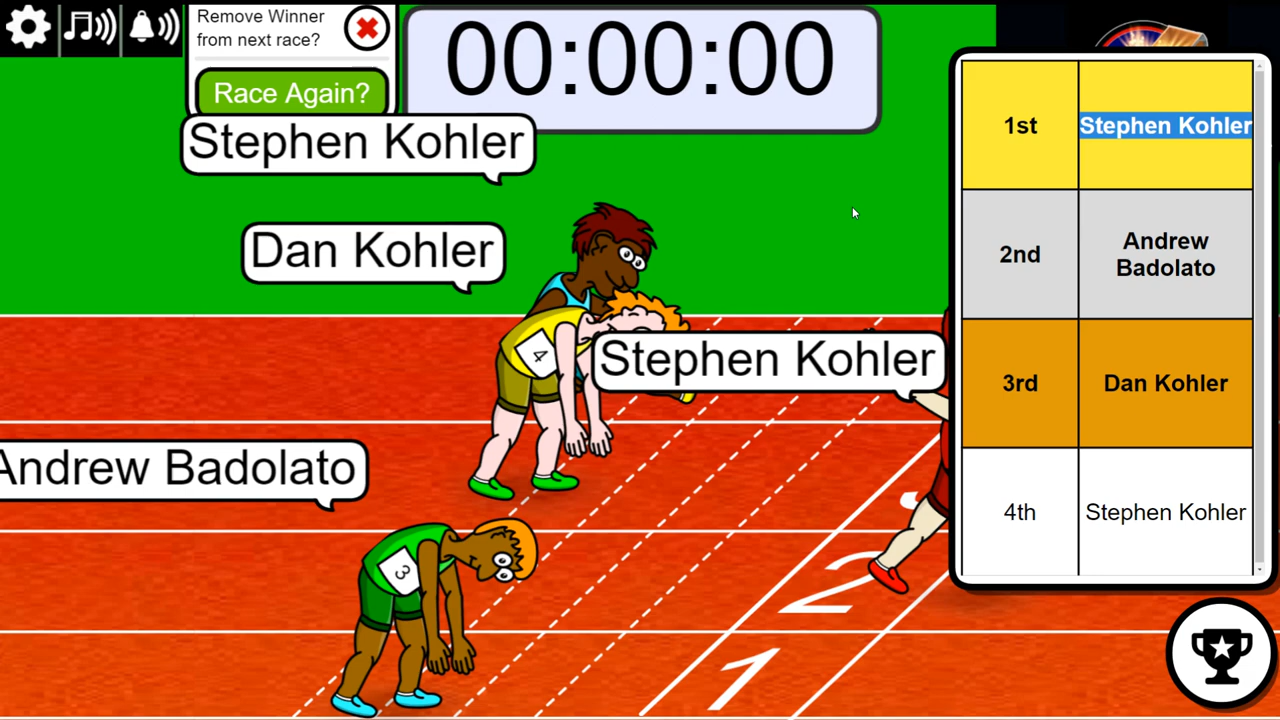 Remove Winner
from next race?
Race Again?
00:00:00
Stephen Kohler
Dan Kohler
Stephen Kohler
Andrew Badolato
4
3
2
1
1st
Stephen Kohler
2nd
Andrew
Badolato
3rd
Dan Kohler
4th
Stephen Kohler